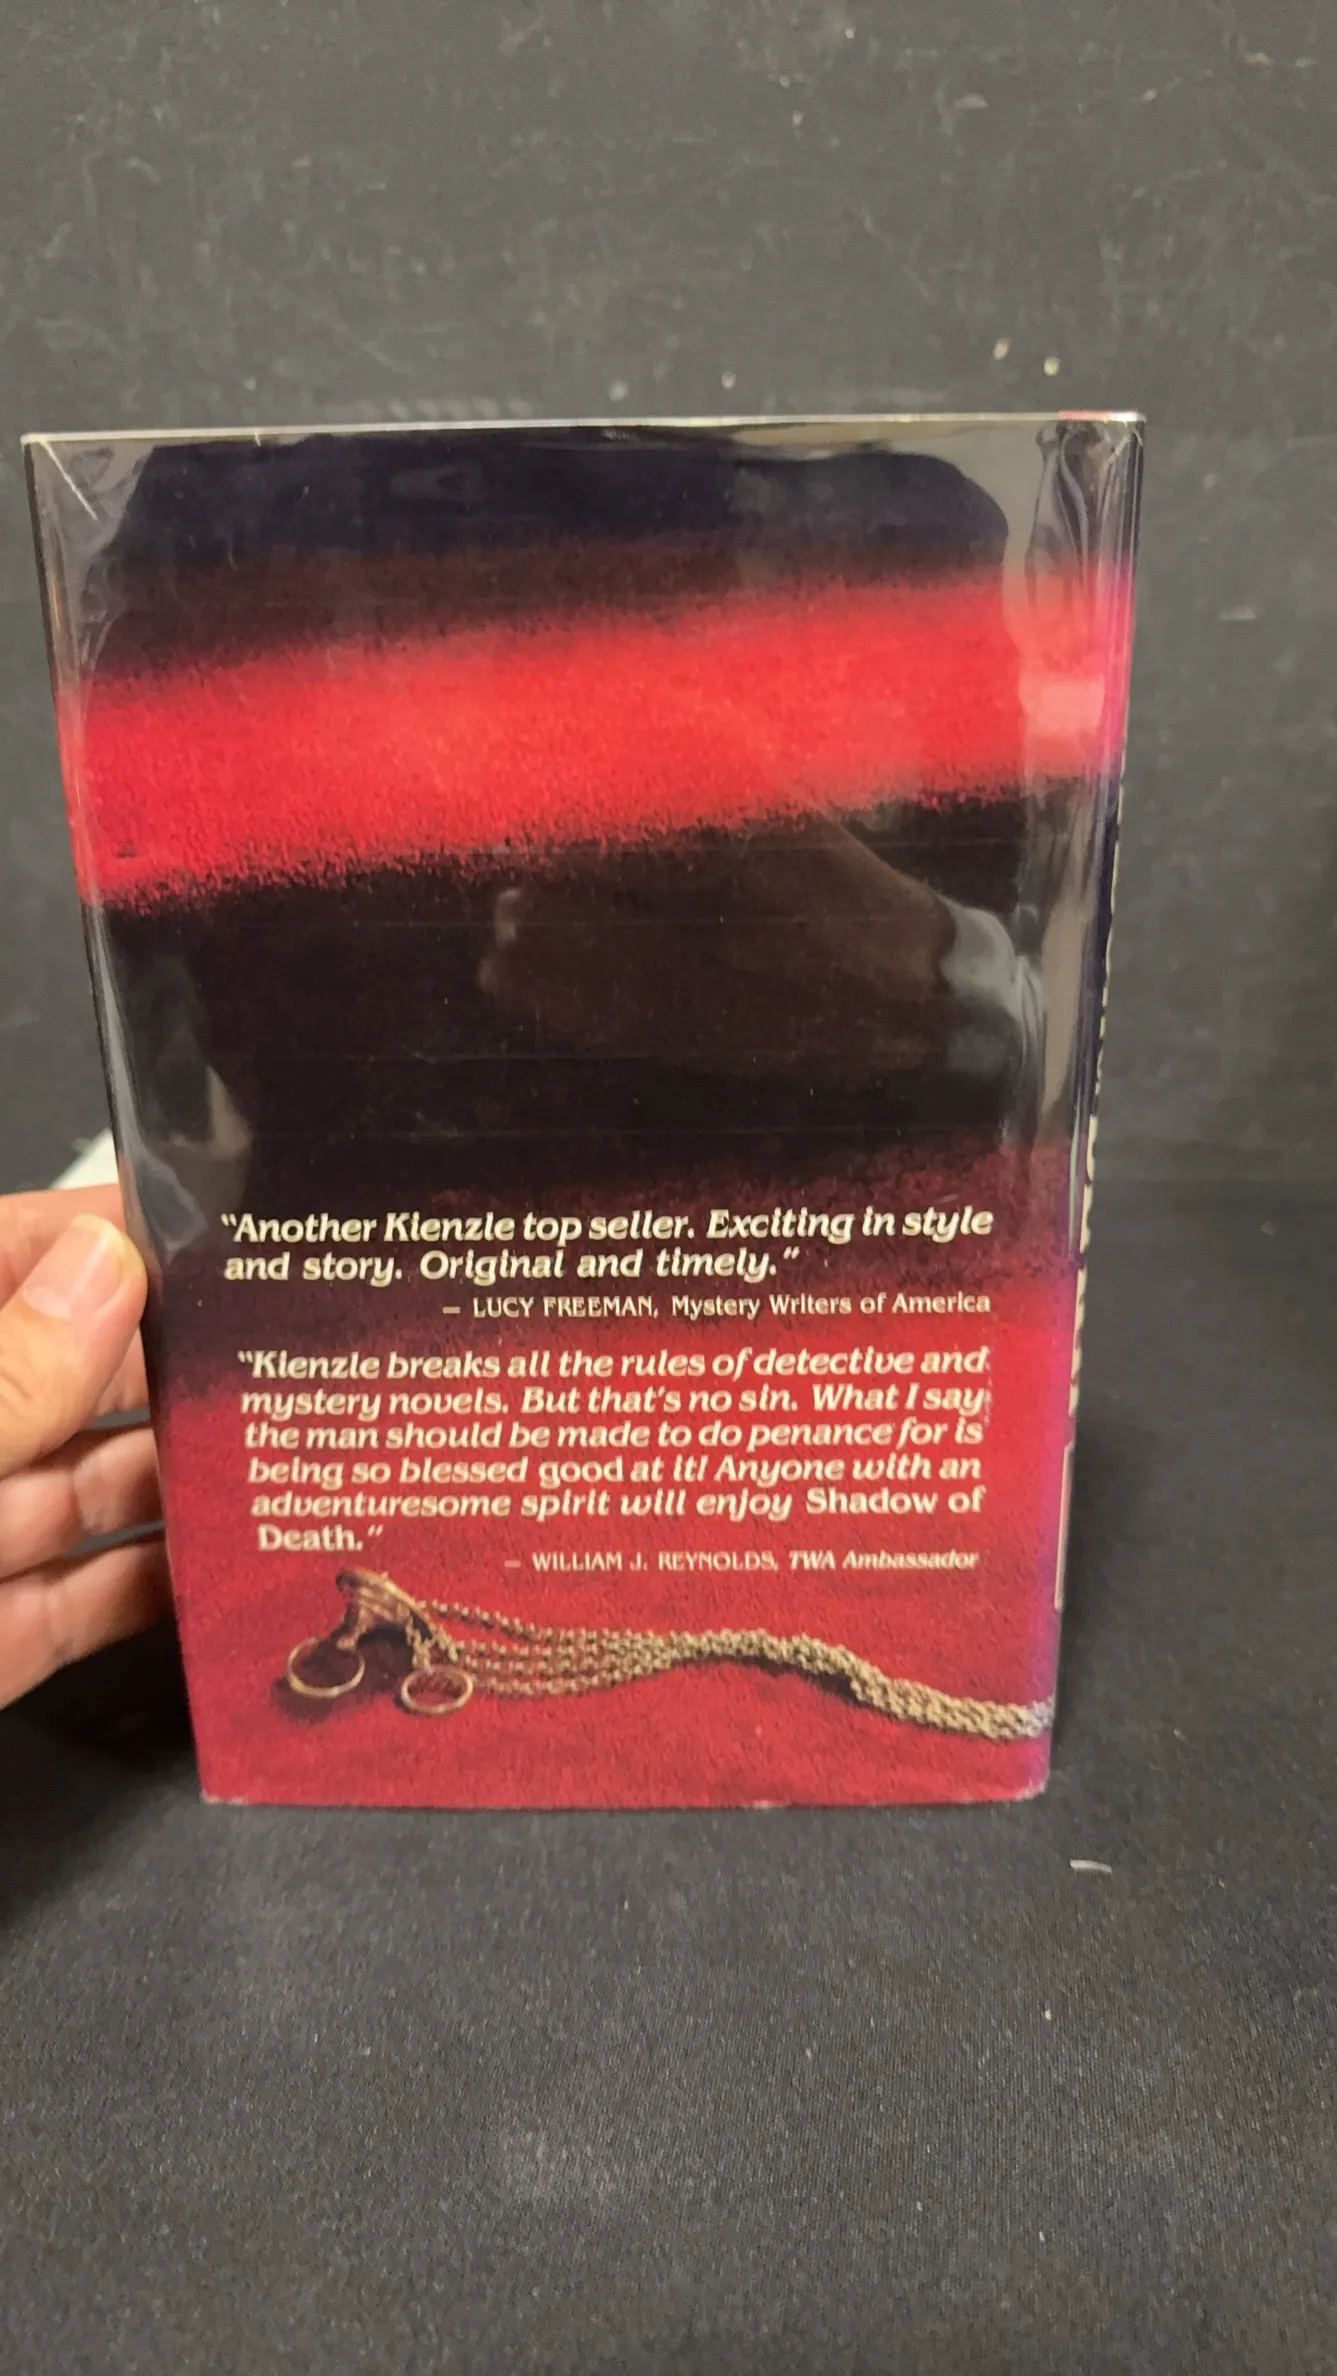 "Another Kienzle top seller. Exciting in style
and story. Original and timely."
— LUCY FREEMAN, Mystery Writers of America
"Kienzle breaks all the rules of detective and
mystery novels. But that's no sin. What I say
the man should be made to do penance for is
being so blessed good at it! Anyone with an
adventuresome spirit will enjoy Shadow of
Death."
— WILLIAM J. REYNOLDS, TWA Ambassador